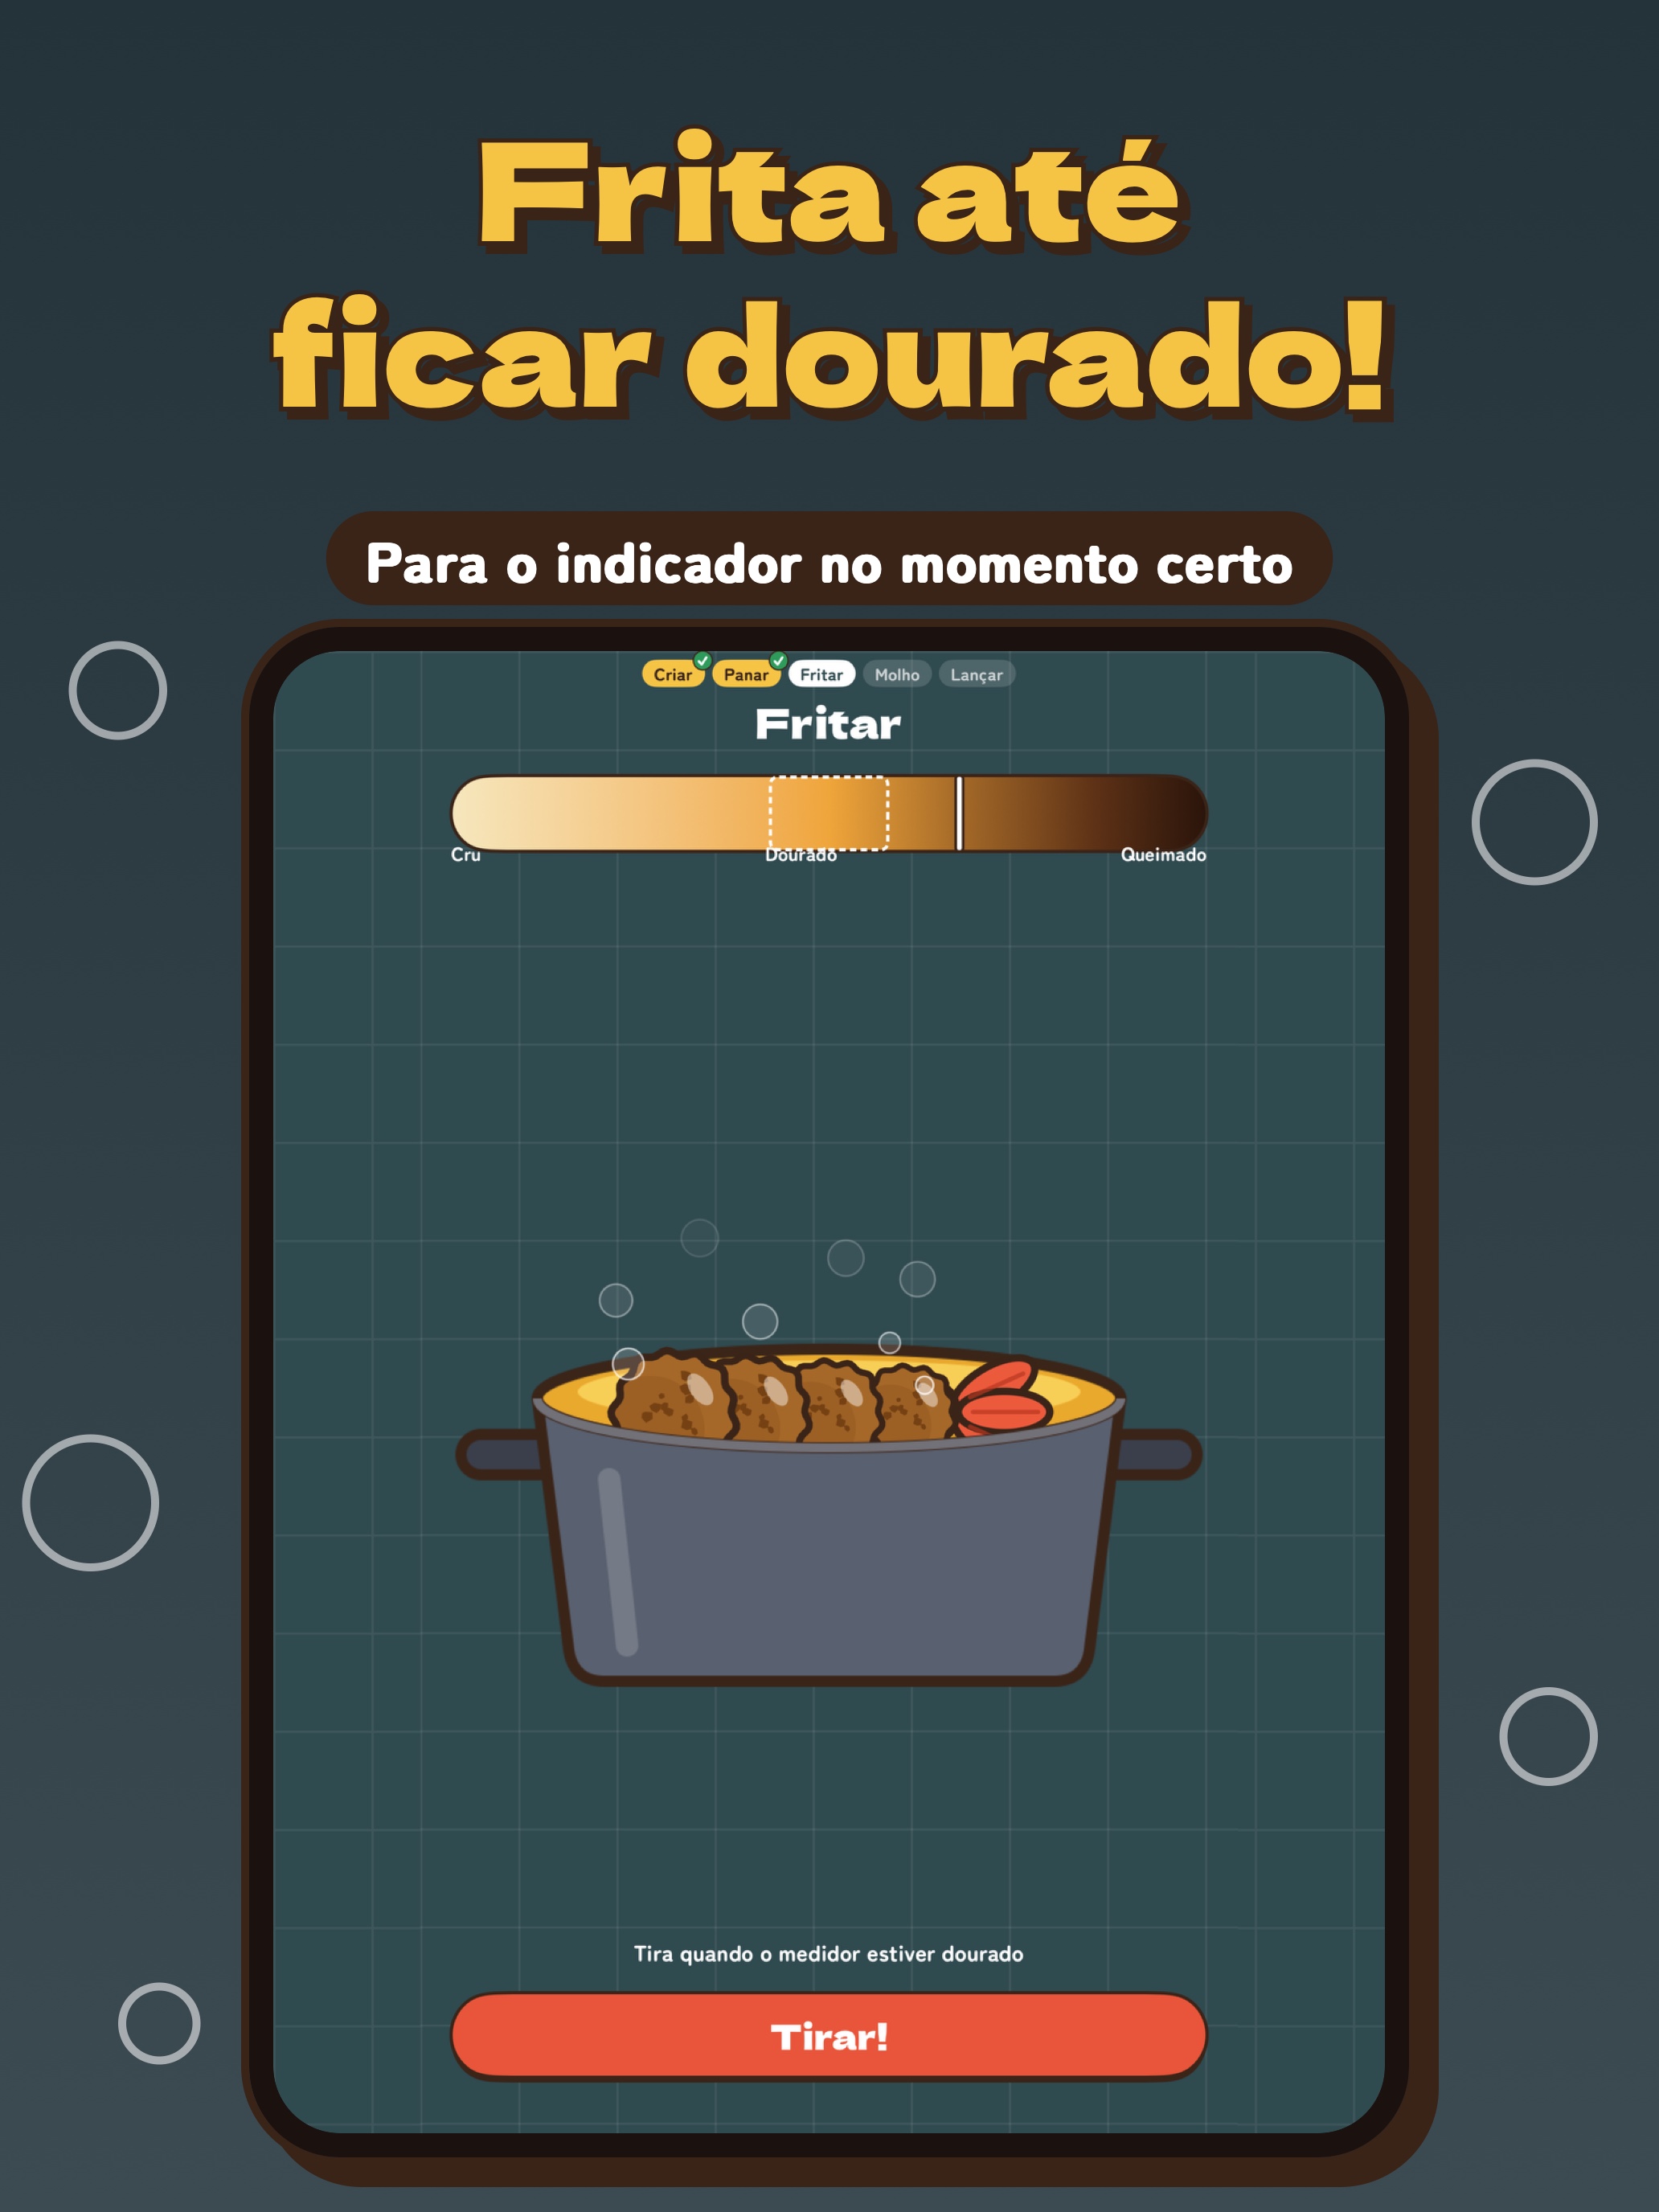 Frita até
ficar dourado!
Para o indicador no momento certo
Criar Panar Fritar Molho Lançar
Fritar
Cru Dourado Queimado
Tira quando o medidor estiver dourado
Tirar!